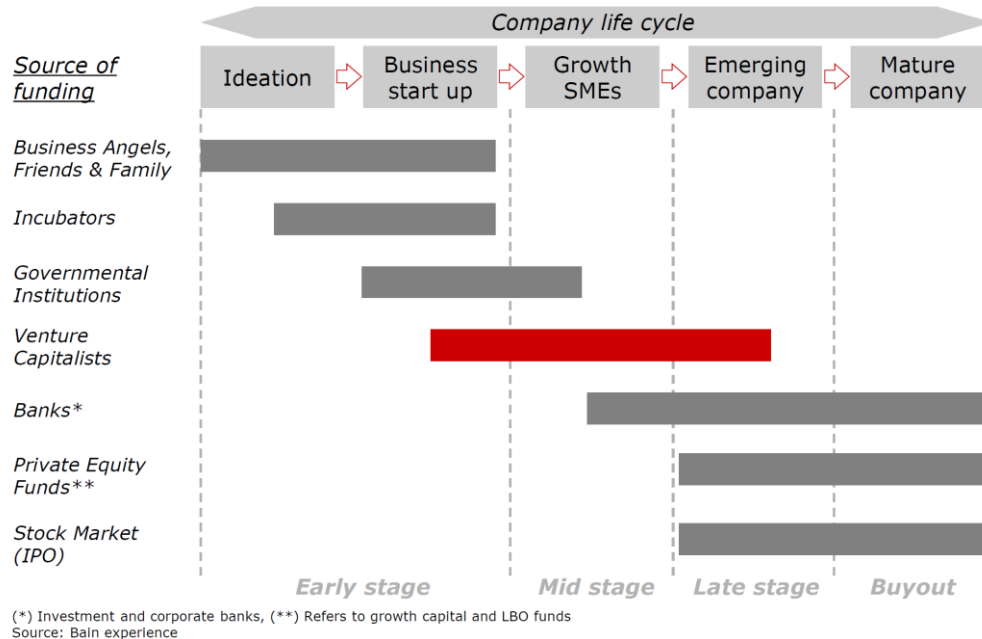 Company life cycle
Source of
funding
Ideation
Business
start up
Growth
SMEs
Emerging
company
Mature
company
Business Angels,
Friends & Family
Incubators
Governmental
Institutions
Venture
Capitalists
Banks*
Private Equity
Funds**
Stock Market
(IPO)
Early stage
Mid stage
Late stage
Buyout
(*) Investment and corporate banks, (**) Refers to growth capital and LBO funds
Source: Bain experience